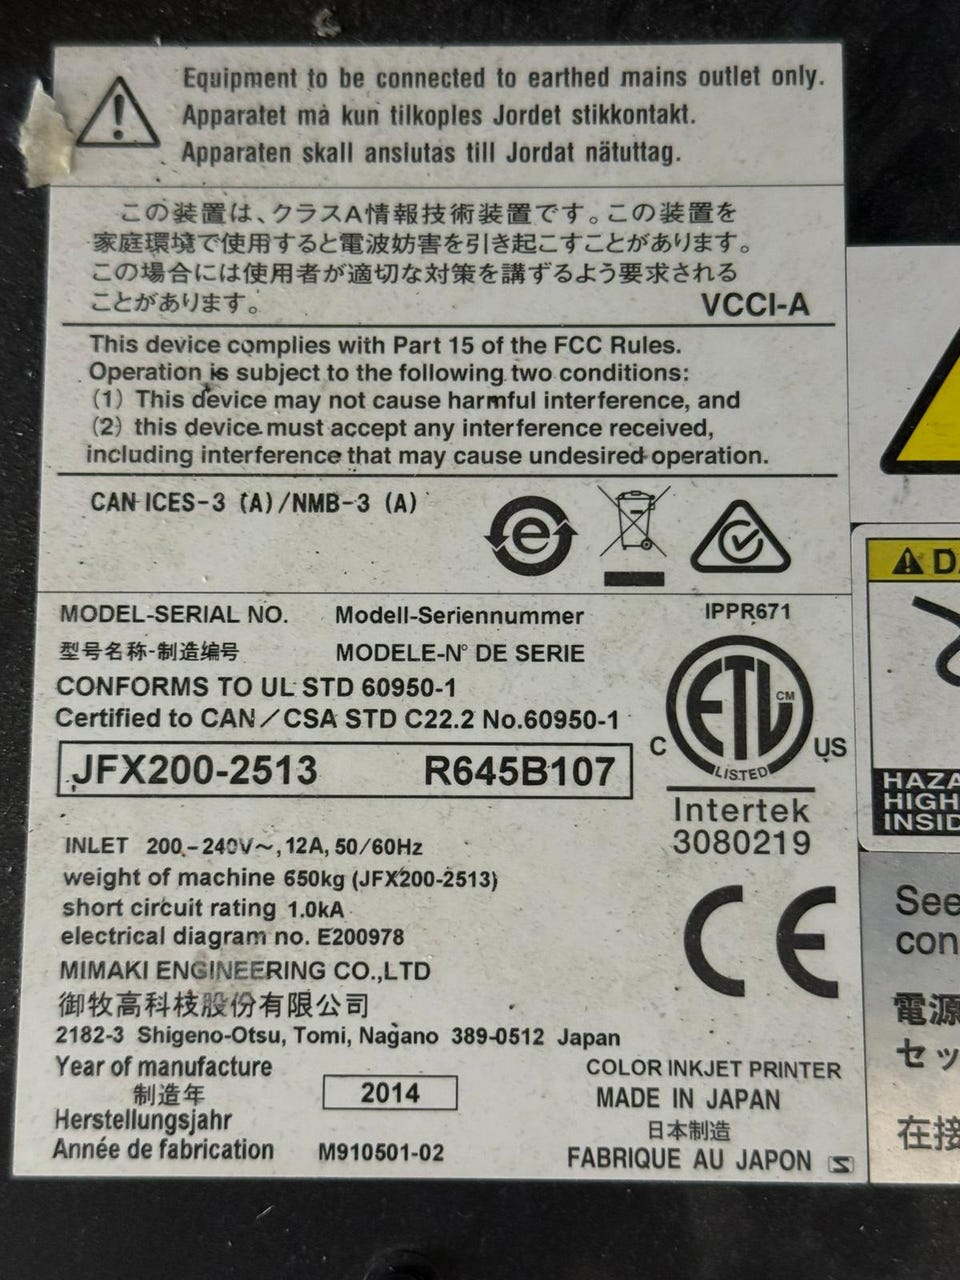 Equipment to be connected to earthed mains outlet only.
Apparatet må kun tilkoples Jordet stikkontakt.
Apparaten skall anslutas till Jordat nätuttag.
この装置は、クラスA情報技術装置です。この装置を
家庭環境で使用すると電波妨害を引き起こすことがあります。
この場合には使用者が適切な対策を講ずるよう要求される
ことがあります。
VCCI-A
This device complies with Part 15 of the FCC Rules.
Operation is subject to the following two conditions:
(1) This device may not cause harmful interference, and
(2) this device must accept any interference received,
including interference that may cause undesired operation.
CAN ICES-3 (A)/NMB-3 (A)
e
MODEL-SERIAL NO. Modell-Seriennummer
IPPR671
型号名称-制造编号 MODELE-N° DE SERIE
CONFORMS TO UL STD 60950-1
Certified to CAN/CSA STD C22.2 No.60950-1
ETL CM
C US
LISTED
Intertek
3080219
JFX200-2513 R645B107
INLET 200-240V~, 12A, 50/60Hz
weight of machine 650kg (JFX200-2513)
short circuit rating 1.0kA
electrical diagram no. E200978
CE
MIMAKI ENGINEERING CO.,LTD
御牧高科枝股份有限公司
2182-3 Shigeno-Otsu, Tomi, Nagano 389-0512 Japan
Year of manufacture
制造年
Herstellungsjahr
Année de fabrication
2014
M910501-02
COLOR INKJET PRINTER
MADE IN JAPAN
日本制造
FABRIQUE AU JAPON
HIGH
See
電源
セッ